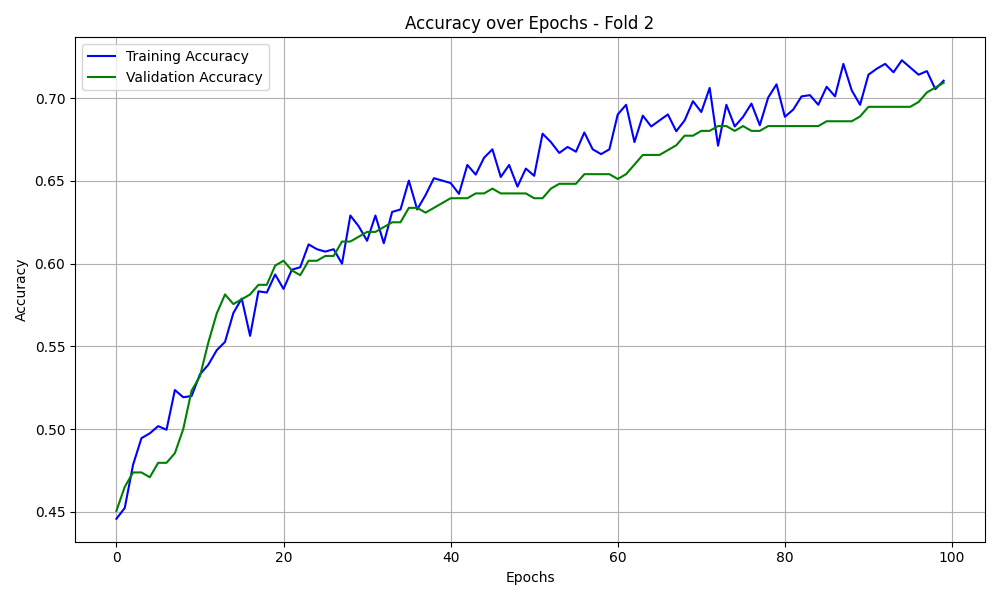 Accuracy over Epochs - Fold 2
Training Accuracy
Validation Accuracy
0.70
0.65
0.60
0.55
0.50
0.45
Accuracy
0 20 40 60 80 100
Epochs